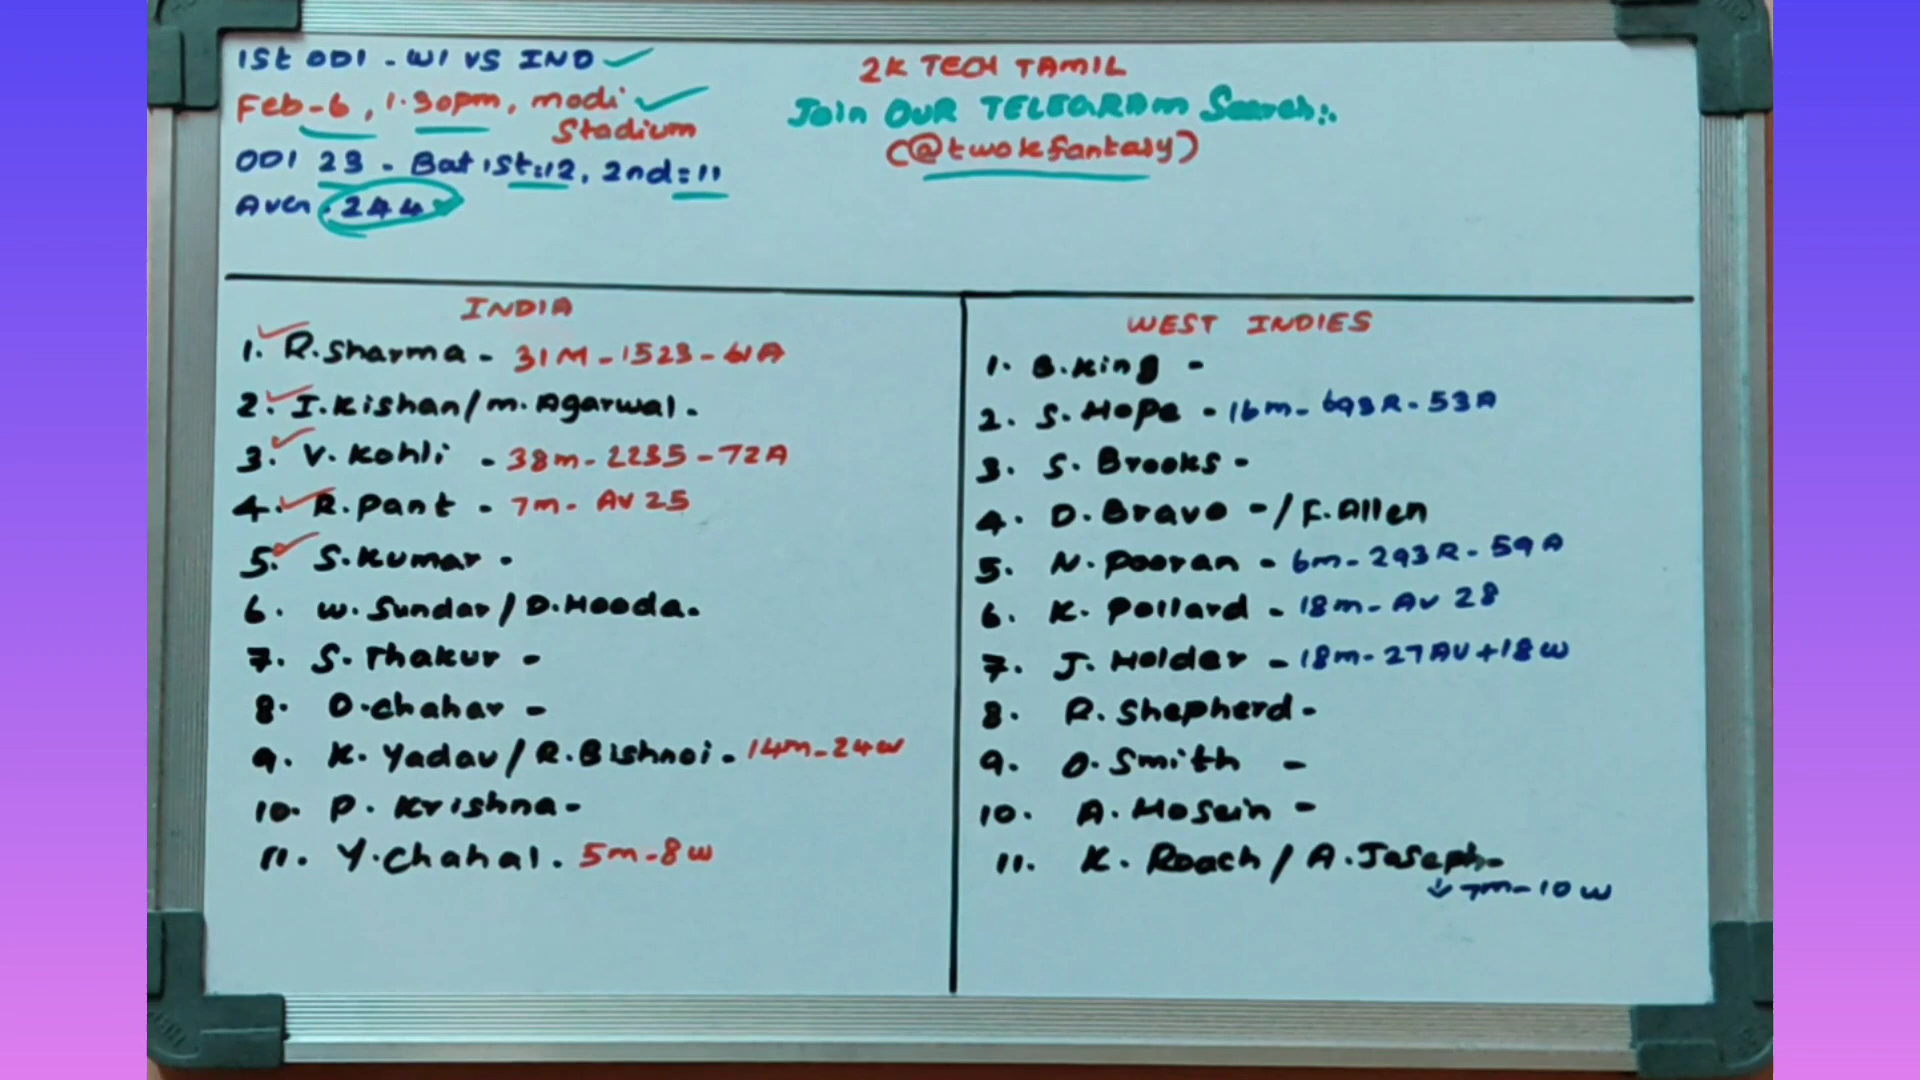 1St ODI - WI VS IND
Feb-6, 1.30pm, modi
Stadium
ODI 23 - Bat 1St:12, 2nd:11
Aver. 244
2K TECH TAMIL
Join OUR TELEGRAM Search:.
(@twokfantasy)
INDIA
1. R.Sharma - 31M - 1523 - 61A
2. I.Kishan/M.Agarwal.
3. V.Kohli - 38m - 2235 - 72A
4. R.Pant - 7m - AV 25
5. S.Kumar -
6. W.Sundar/D.Hooda.
7. S.Thakur -
8. D.Chahar -
9. K.Yadav/R.Bishnoi - 14m - 24W
10. P.Krishna -
11. Y.Chahal. 5m - 8W
WEST INDIES
1. B.King -
2. S.Hope - 16m - 693R - 53A
3. S.Brooks -
4. D.Bravo - / F.Allen
5. N.Pooran - 6m - 293R - 59A
6. K.Pollard - 18m - AV 28
7. J.Holder - 18m - 27AV + 18W
8. R.Shepherd -
9. O.Smith -
10. A.Hosein -
11. K.Roach / A.Joseph -
↓ 7m - 10W